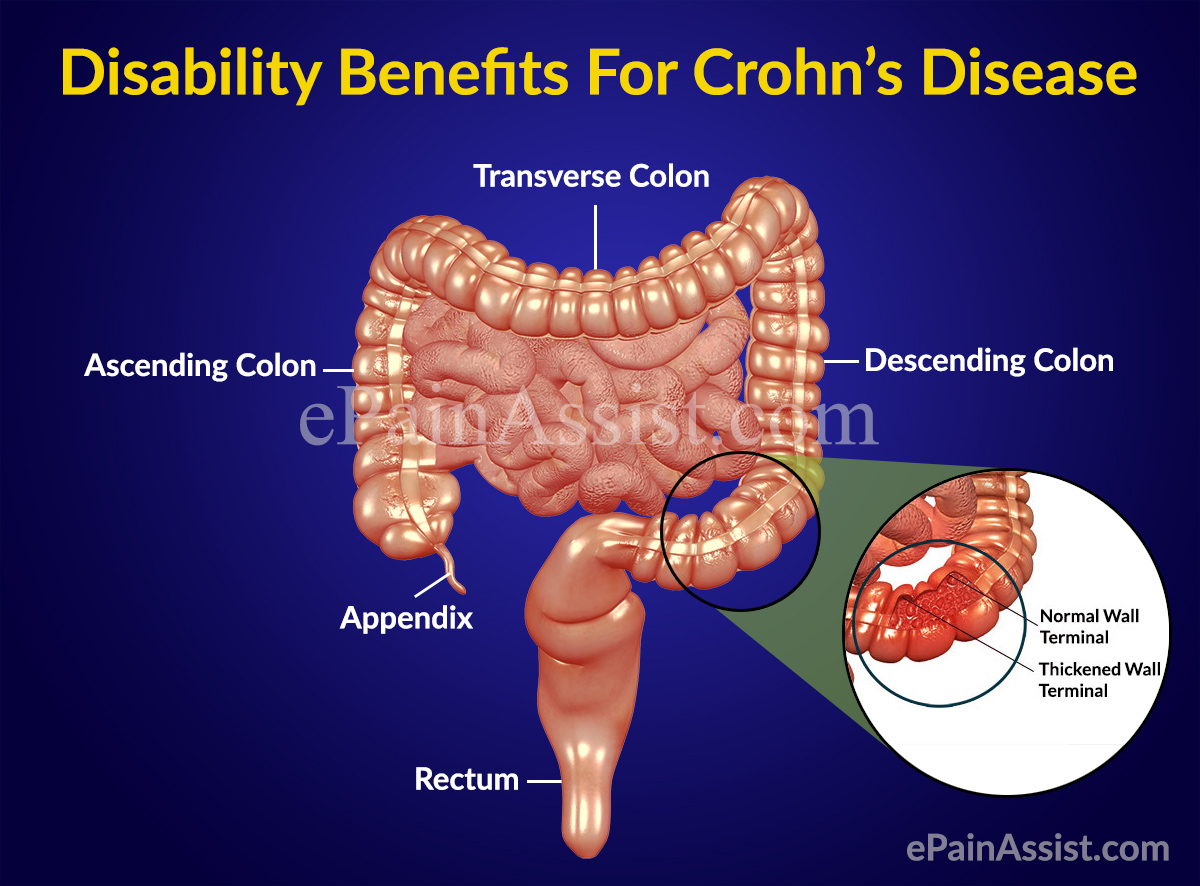 Disability Benefits For Crohn's Disease
Transverse Colon
Ascending Colon
Descending Colon
ePainAssist.com
Appendix
Normal Wall
Terminal
Thickened Wall
Terminal
Rectum
ePainAssist.com